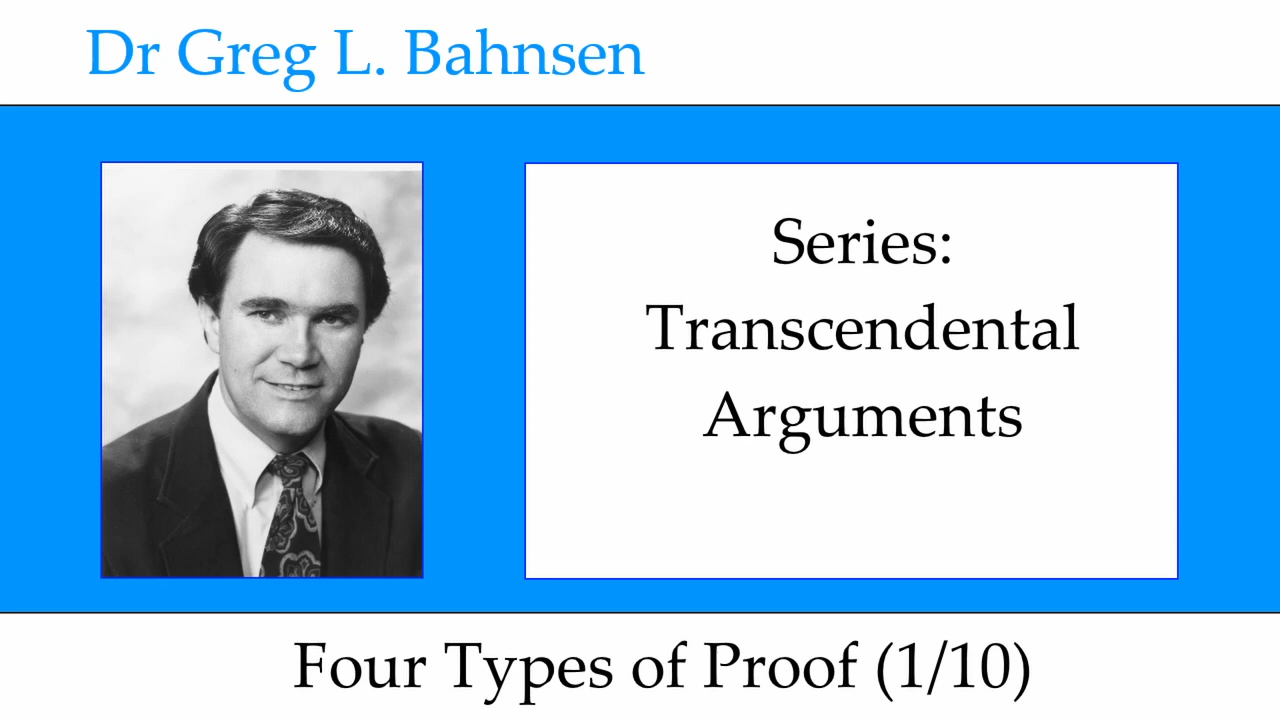 Dr Greg L. Bahnsen
Series:
Transcendental
Arguments
Four Types of Proof (1/10)